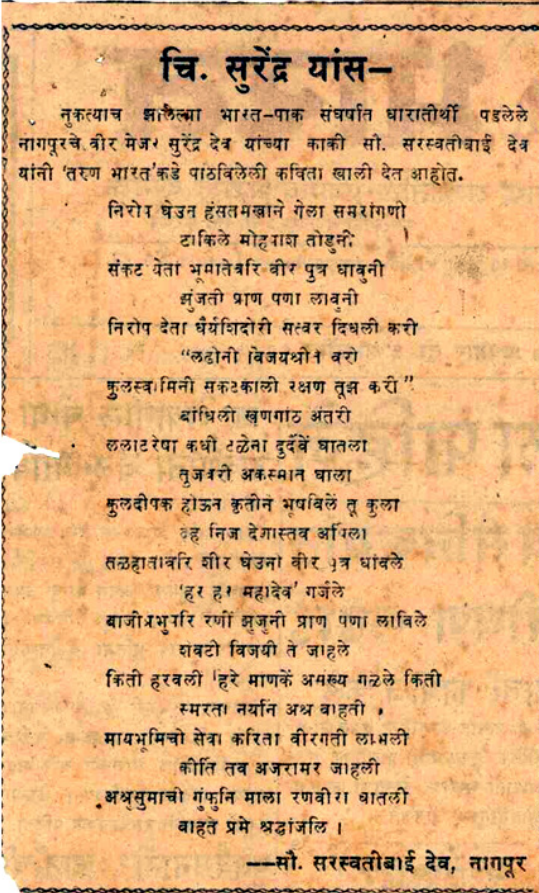 चि. सुरेंद्र यांस—
नुकत्याच झालेल्या भारत-पाक संघर्षात धारातीर्थी पडलेले
नागपूरचे वीर मेजर सुरेंद्र देव यांच्या काकी सौ. सरस्वतीबाई देव
यांनी 'तरुण भारत'कडे पाठविलेली कविता खाली देत आहोत.
निरोप घेउन हंसतमखाने गेला समरांगणी
टाकिले मोहपाश तोडुनी
संकट येता भूमातेवरि वीर पुत्र धावुनी
झुंजती प्राण पणा लावुनी
निरोप देता धैर्यशिदोरी सत्वर दिधली करी
"लढोनी विजयश्रीन वरो
कुलस्वामिनी संकटकाली रक्षण तूझ करी"
बांधिली खुणगाठ अंतरी
ललाटरेषा कधी टळेना दुर्दैवें घातला
तुजवरी अकस्मात घाला
कुलदीपक होऊन कृतीने भूषविलें तू कुला
देह निज देशास्तव अर्पिला
तळहातावरि शीर घेउनी वीर पुत्र धांवले
'हर हर महादेव' गर्जले
बाजीप्रभुपरि रणीं झुजुनी प्राण पणा लाविले
शेवटी विजयी ते जाहले
किती हरवली हिरे माणकें असंख्य गळले किती
स्मरता नयनि अश्रू वाहती
मायभूमिची सेवा करिता वीरगती लाभली
कीर्ति तव अजरामर जाहली
अश्रुसुमाची गुंफुनि माला रणवीरा घातली
वाहते प्रेमे श्रद्धांजलि ।
——सौ. सरस्वतीबाई देव, नागपूर